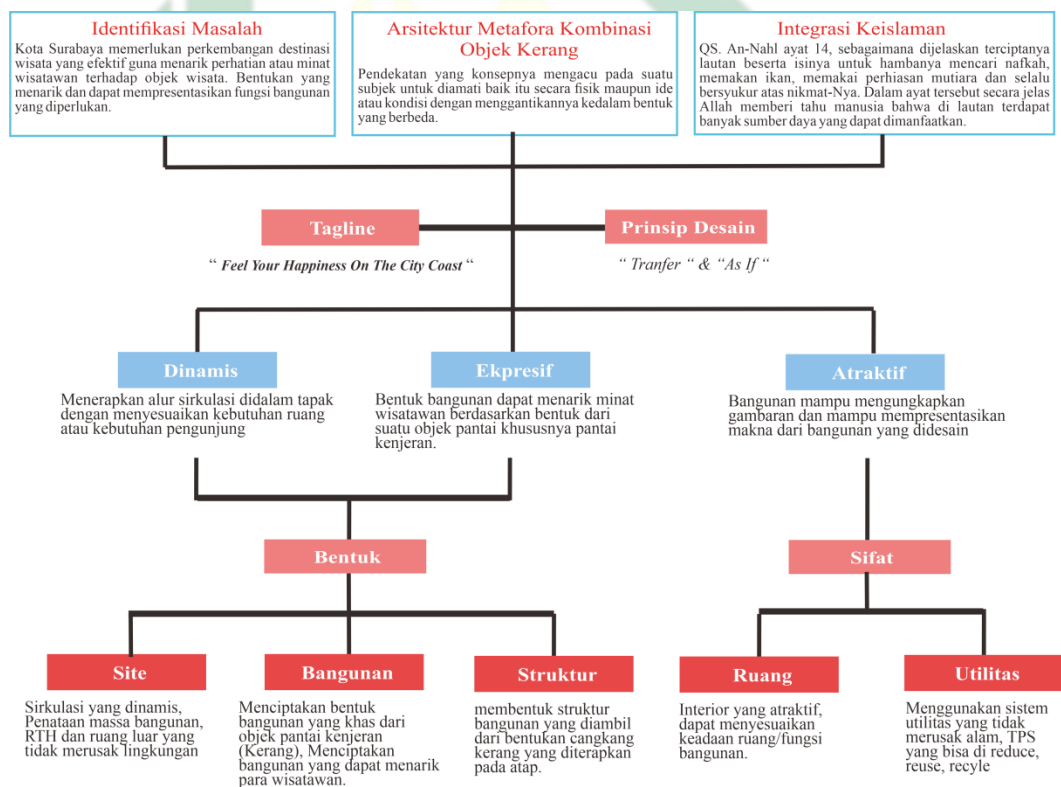 Identifikasi Masalah
Kota Surabaya memerlukan perkembangan destinasi
wisata yang efektif guna menarik perhatian atau minat
wisatawan terhadap objek wisata. Bentukan yang
menarik dan dapat mempresentasikan fungsi bangunan
yang diperlukan.
Arsitektur Metafora Kombinasi
Objek Kerang
Pendekatan yang konsepnya mengacu pada suatu
subjek untuk diamati baik itu secara fisik maupun ide
atau kondisi dengan menggantikannya kedalam bentuk
yang berbeda.
Integrasi Keislaman
QS. An-Nahl ayat 14, sebagaimana dijelaskan terciptanya
lautan beserta isinya untuk hambanya mencari nafkah,
memakan ikan, memakai perhiasan mutiara dan selalu
bersyukur atas nikmat-Nya. Dalam ayat tersebut secara jelas
Allah memberi tahu manusia bahwa di lautan terdapat
banyak sumber daya yang dapat dimanfaatkan.
Tagline
“ Feel Your Happiness On The City Coast “
Prinsip Desain
“ Tranfer “ & “As If “
Dinamis
Menerapkan alur sirkulasi didalam tapak
dengan menyesuaikan kebutuhan ruang
atau kebutuhan pengunjung
Ekpresif
Bentuk bangunan dapat menarik minat
wisatawan berdasarkan bentuk dari
suatu objek pantai khususnya pantai
kenjeran.
Atraktif
Bangunan mampu mengungkapkan
gambaran dan mampu mempresentasikan
makna dari bangunan yang didesain
Bentuk
Sifat
Site
Sirkulasi yang dinamis,
Penataan massa bangunan,
RTH dan ruang luar yang
tidak merusak lingkungan
Bangunan
Menciptakan bentuk
bangunan yang khas dari
objek pantai kenjeran
(Kerang), Menciptakan
bangunan yang dapat menarik
para wisatawan.
Struktur
membentuk struktur
bangunan yang diambil
dari bentukan cangkang
kerang yang diterapkan
pada atap.
Ruang
Interior yang atraktif,
dapat menyesuaikan
keadaan ruang/fungsi
bangunan.
Utilitas
Menggunakan sistem
utilitas yang tidak
merusak alam, TPS
yang bisa di reduce,
reuse, recyle